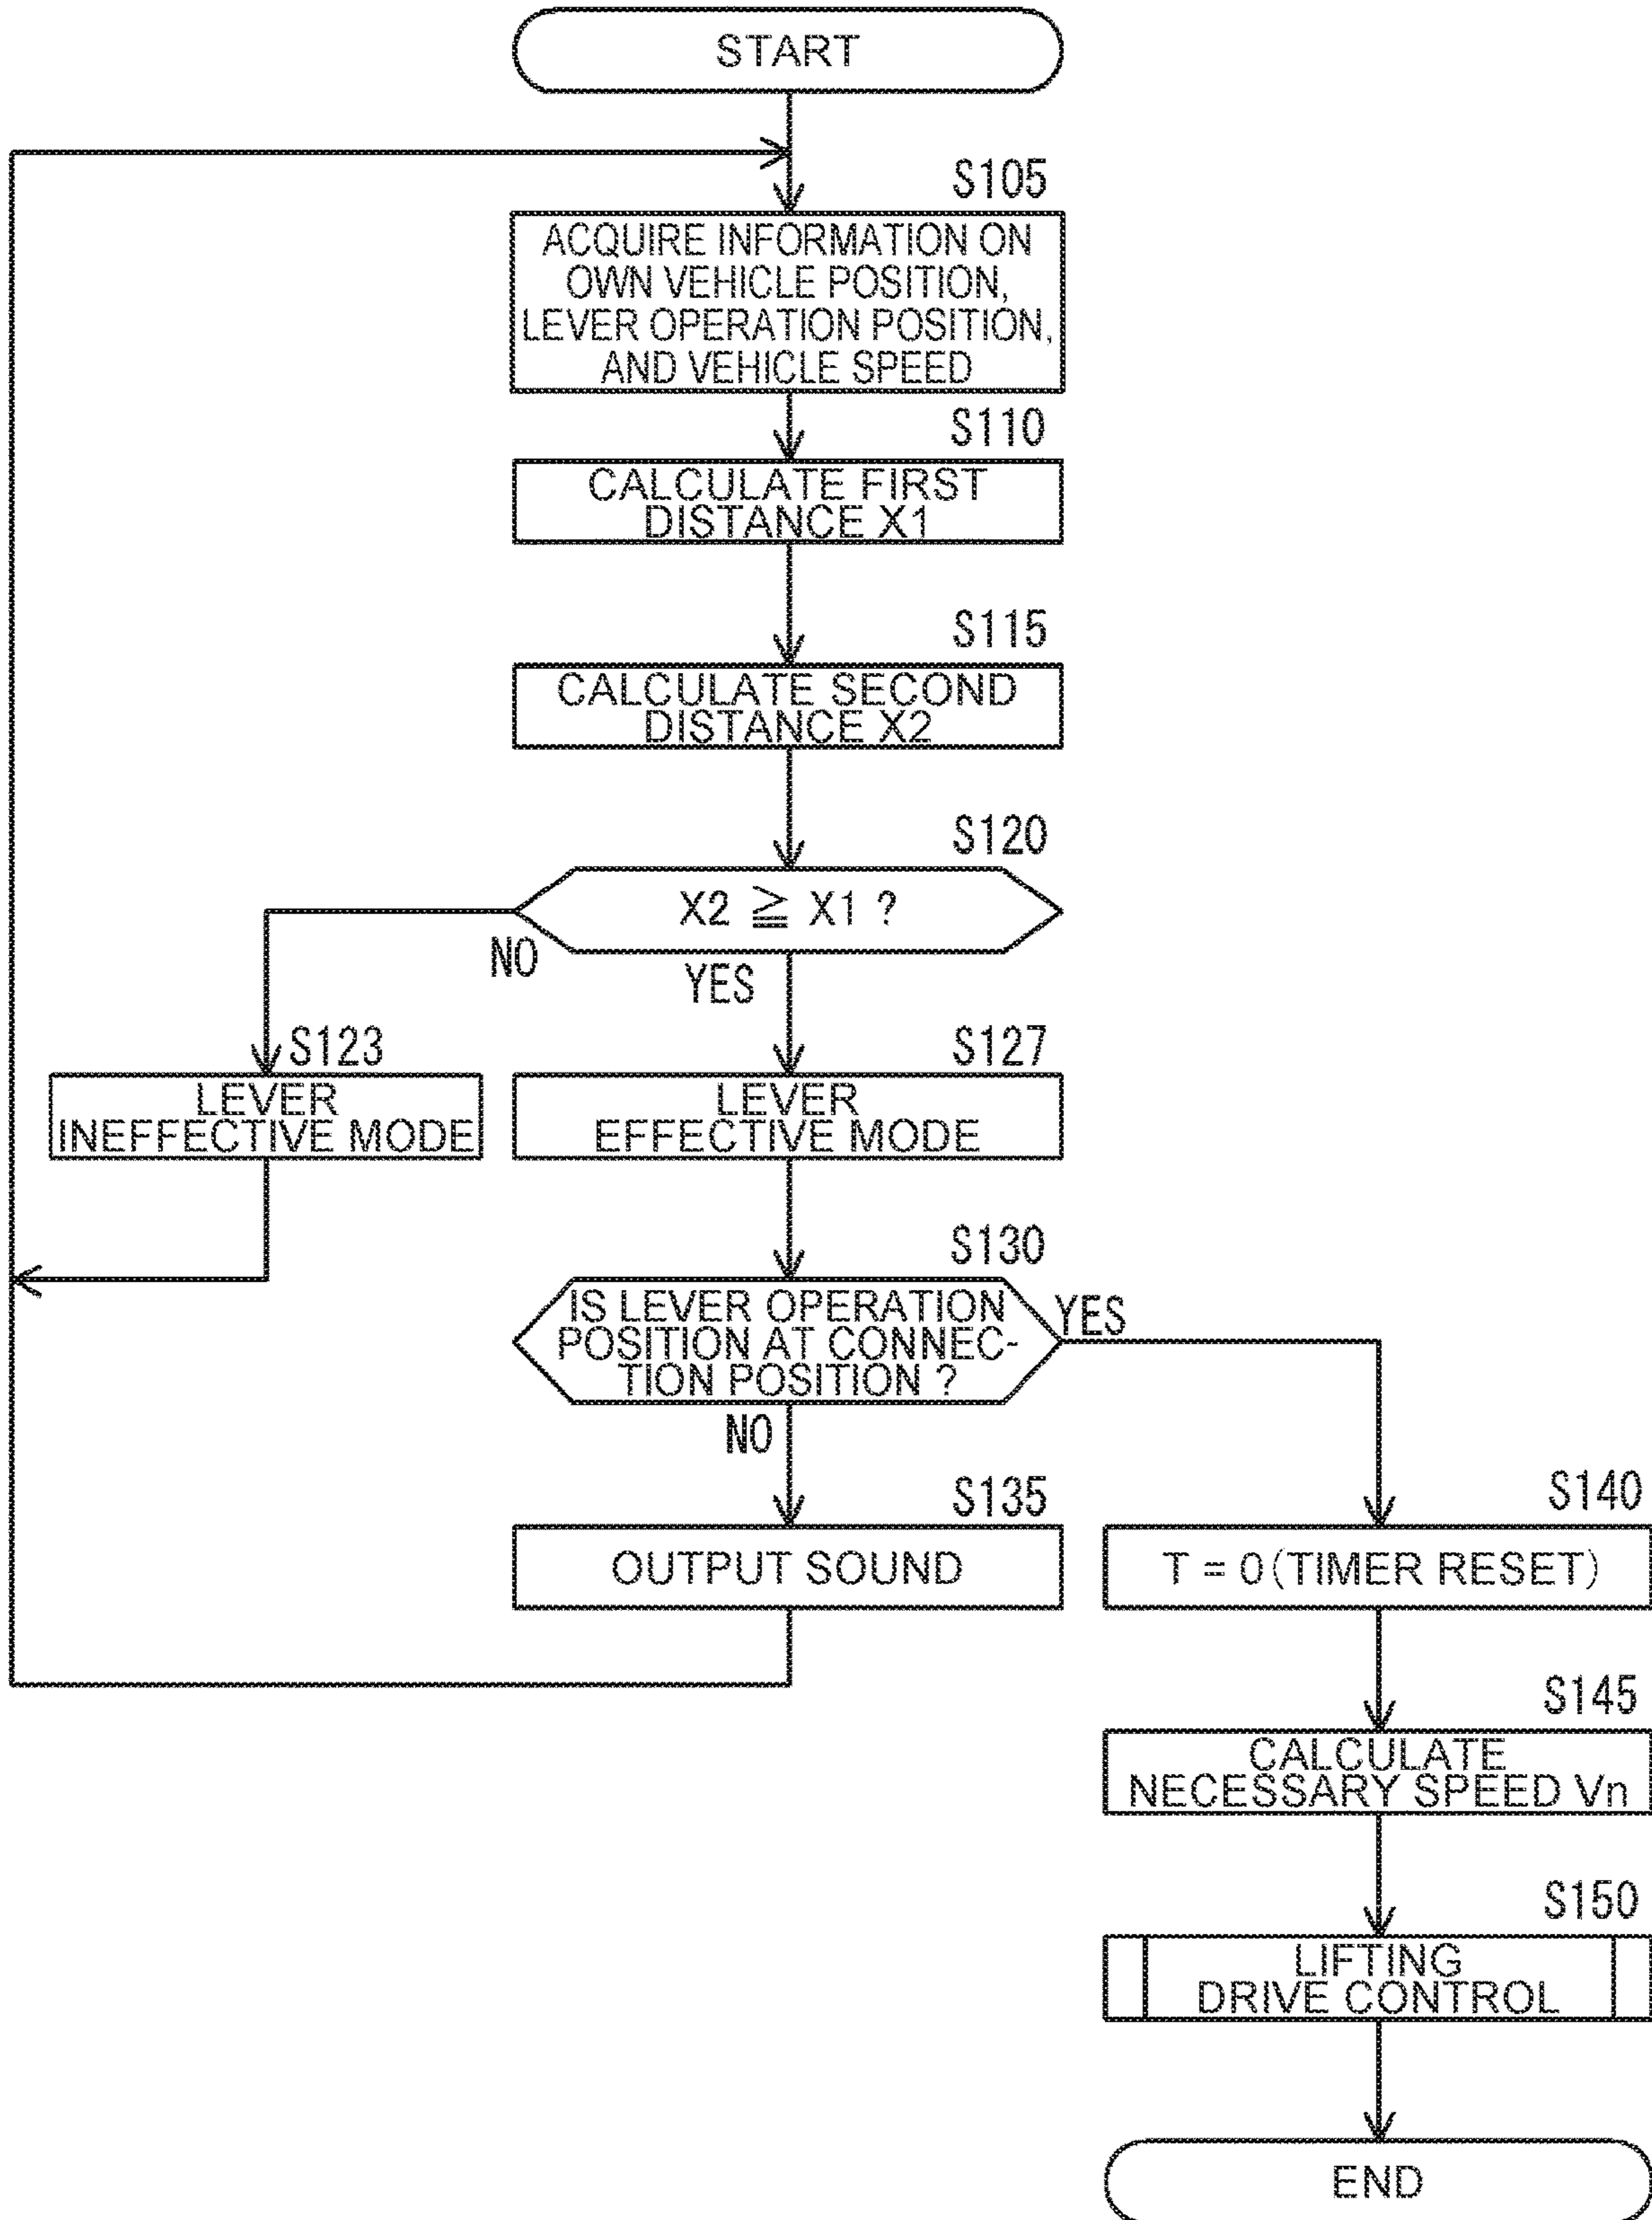 START
S105
ACQUIRE INFORMATION ON
OWN VEHICLE POSITION,
LEVER OPERATION POSITION,
AND VEHICLE SPEED
S110
CALCULATE FIRST
DISTANCE X1
S115
CALCULATE SECOND
DISTANCE X2
S120
X2 ≧ X1 ?
NO
YES
S123
LEVER
INEFFECTIVE MODE
S127
LEVER
EFFECTIVE MODE
S130
IS LEVER OPERATION
POSITION AT CONNEC-
TION POSITION ?
YES
NO
S135
OUTPUT SOUND
S140
T = 0 (TIMER RESET)
S145
CALCULATE
NECESSARY SPEED Vn
S150
LIFTING
DRIVE CONTROL
END